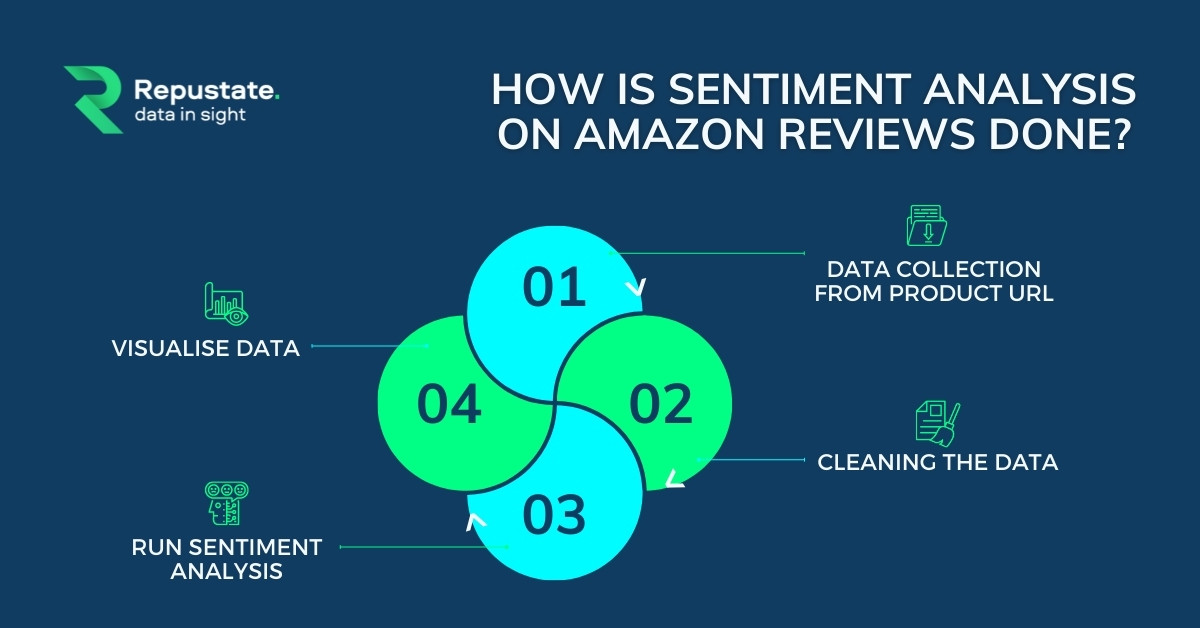 Repustate.
data in sight
HOW IS SENTIMENT ANALYSIS
ON AMAZON REVIEWS DONE?
01
DATA COLLECTION
FROM PRODUCT URL
02
CLEANING THE DATA
03
RUN SENTIMENT
ANALYSIS
04
VISUALISE DATA